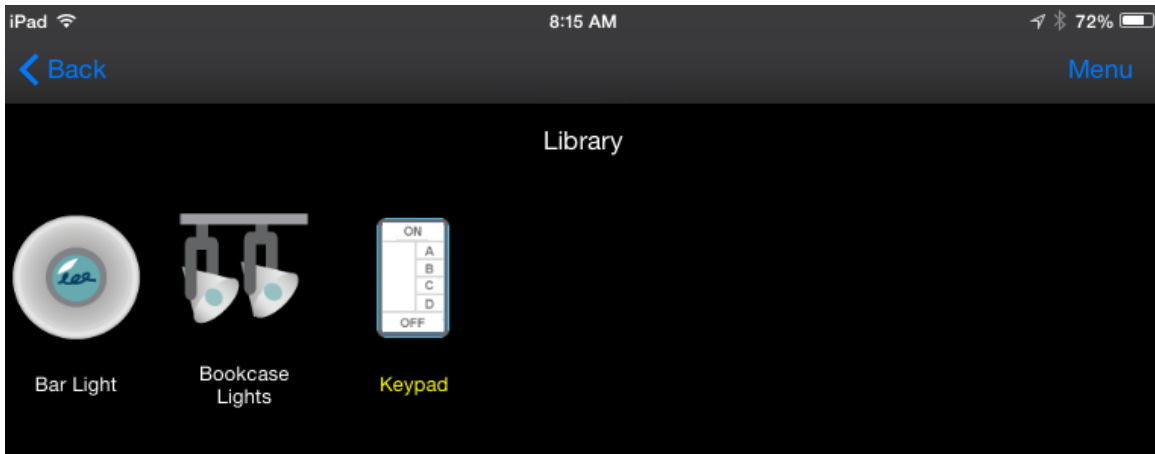 iPad 8:15 AM 72%
Back Menu
Library
ON
A
B
C
D
OFF
Bar Light
Bookcase
Lights
Keypad